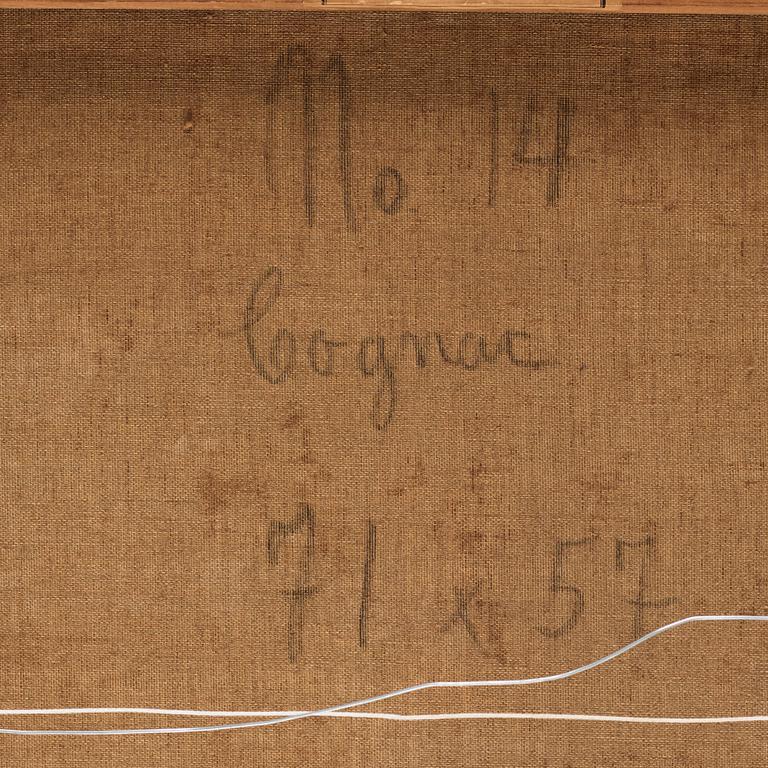 No 14
Cognac.
71 x 57